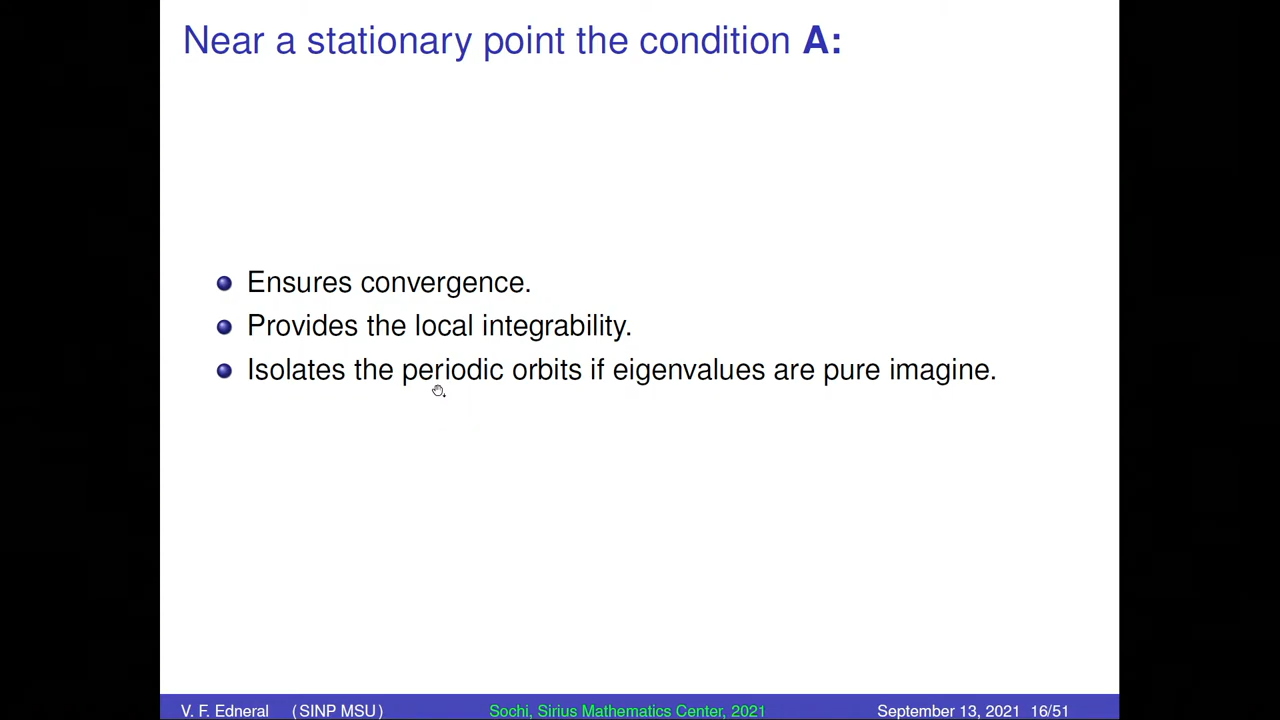 Near a stationary point the condition A:
Ensures convergence.
Provides the local integrability.
Isolates the periodic orbits if eigenvalues are pure imagine.
V. F. Edneral (SINP MSU) Sochi, Sirius Mathematics Center, 2021 September 13, 2021 16/51